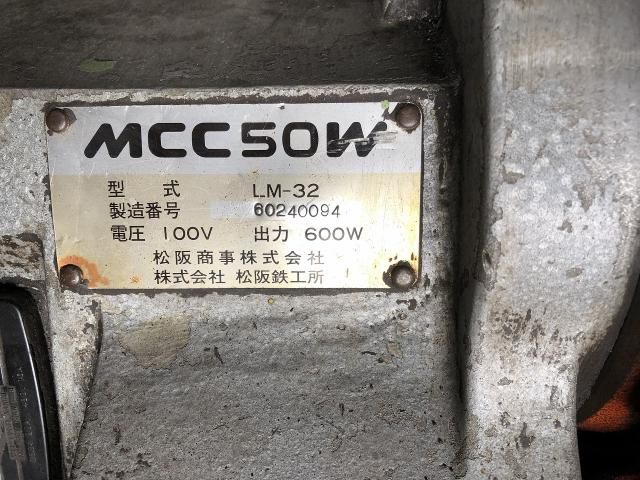 MCC50W
型 式 LM-32
製造番号 60240094
電圧 100V 出力 600W
松阪商事株式会社
株式会社 松阪鉄工所